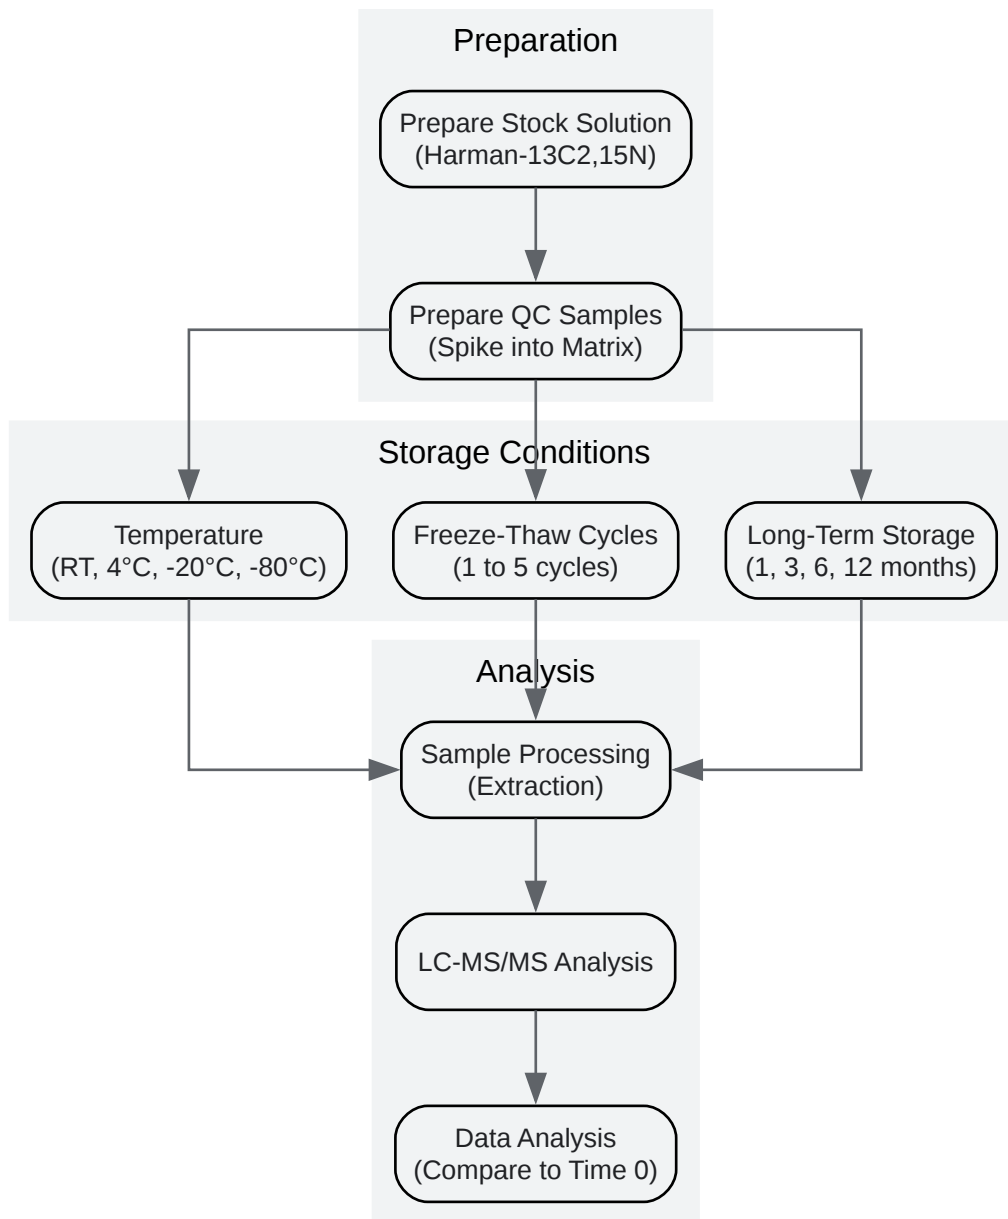 Preparation
Prepare Stock Solution
(Harman-13C2,15N)
Prepare QC Samples
(Spike into Matrix)
Storage Conditions
Temperature
(RT, 4°C, -20°C, -80°C)
Freeze-Thaw Cycles
(1 to 5 cycles)
Long-Term Storage
(1, 3, 6, 12 months)
Analysis
Sample Processing
(Extraction)
LC-MS/MS Analysis
Data Analysis
(Compare to Time 0)